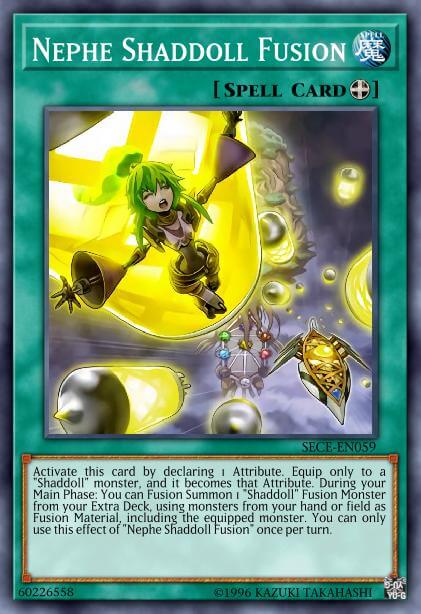 NEPHE SHADDOLL FUSION
SPELL
魔
[SPELL CARD]
SECE-EN059
Activate this card by declaring 1 Attribute. Equip only to a
"Shaddoll" monster, and it becomes that Attribute. During your
Main Phase: You can Fusion Summon 1 "Shaddoll" Fusion Monster
from your Extra Deck, using monsters from your hand or field as
Fusion Material, including the equipped monster. You can only
use this effect of "Nephe Shaddoll Fusion" once per turn.
60226558
©1996 KAZUKI TAKAHASHI